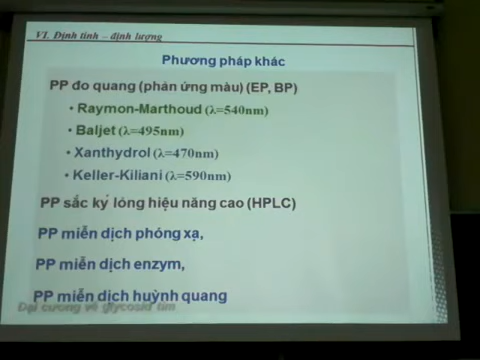 VI. Định tính – định lượng
Phương pháp khác
PP đo quang (phản ứng màu) (EP, BP)
• Raymon-Marthoud (λ=540nm)
• Baljet (λ=495nm)
• Xanthydrol (λ=470nm)
• Keller-Kiliani (λ=590nm)
PP sắc ký lỏng hiệu năng cao (HPLC)
PP miễn dịch phóng xạ,
PP miễn dịch enzym,
PP miễn dịch huỳnh quang
Đại cương về glycosid tim